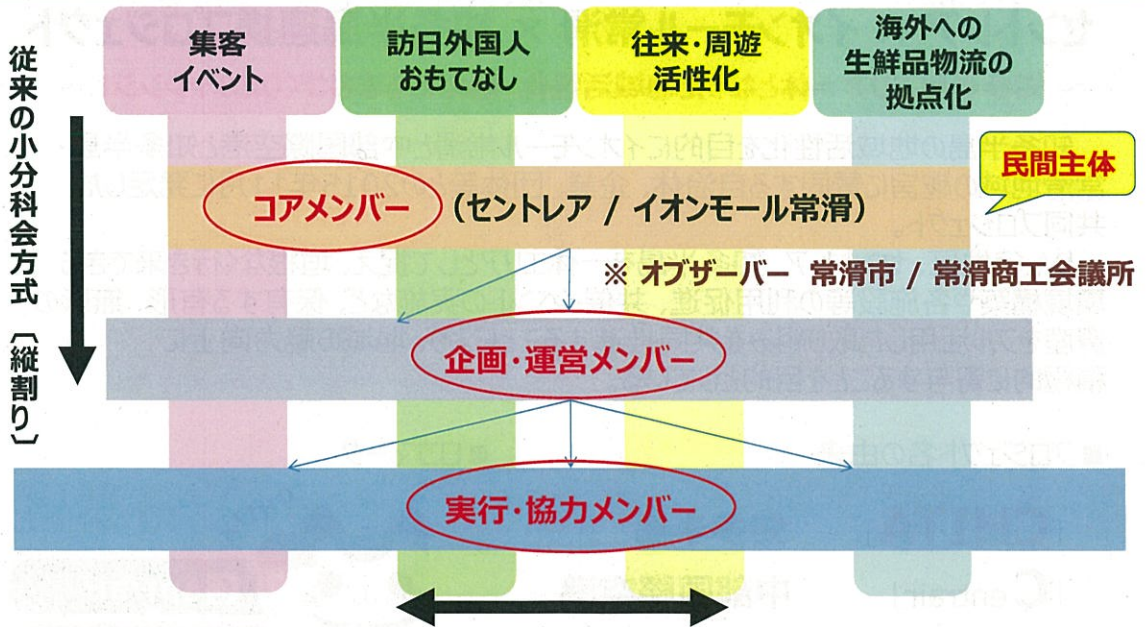 集客
イベント
訪日外国人
おもてなし
往来・周遊
活性化
海外への
生鮮品物流の
拠点化
従来の小分科会方式〔縦割り〕
民間主体
コアメンバー（セントレア / イオンモール常滑）
※ オブザーバー 常滑市 / 常滑商工会議所
企画・運営メンバー
実行・協力メンバー